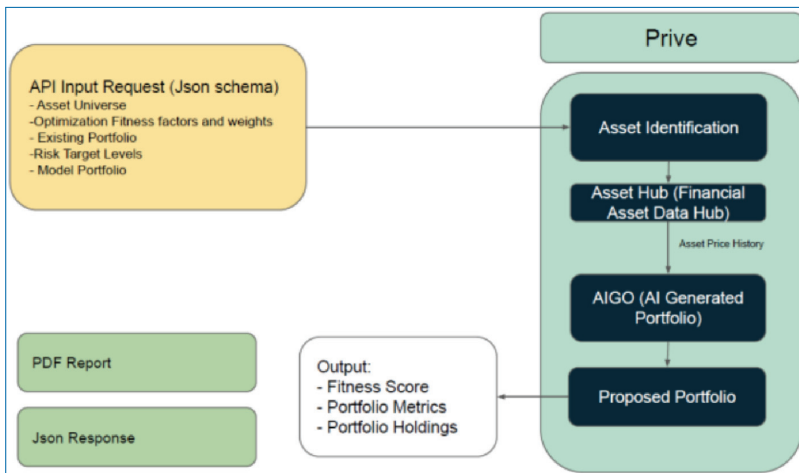 API Input Request (Json schema)
- Asset Universe
-Optimization Fitness factors and weights
- Existing Portfolio
-Risk Target Levels
- Model Portfolio
Prive
Asset Identification
Asset Hub (Financial
Asset Data Hub)
Asset Price History
AIGO (AI Generated
Portfolio)
Proposed Portfolio
Output:
- Fitness Score
- Portfolio Metrics
- Portfolio Holdings
PDF Report
Json Response